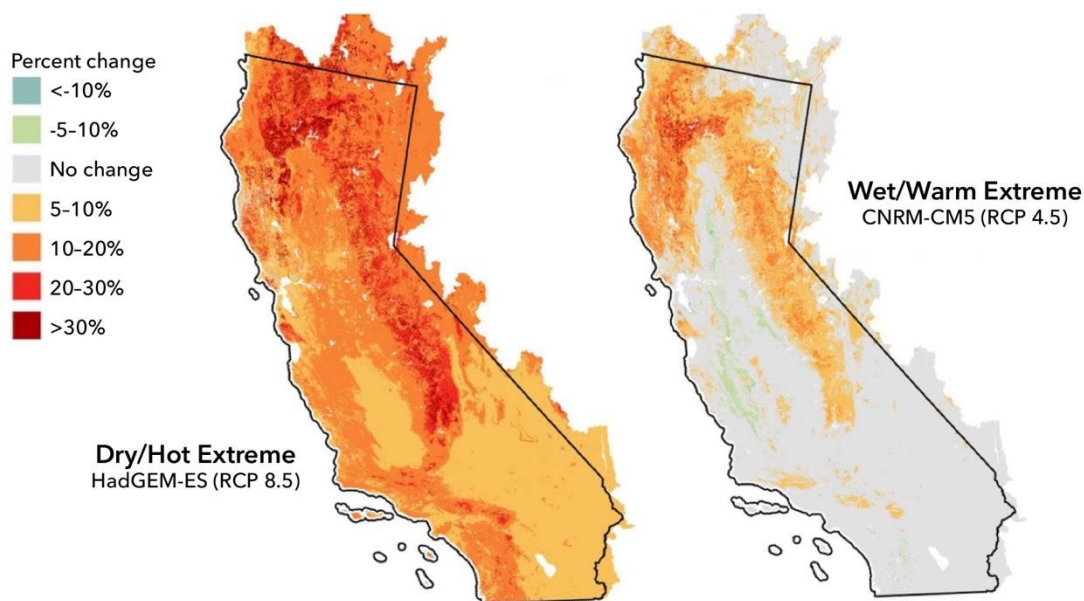 Percent change
<-10%
-5–10%
No change
5–10%
10–20%
20–30%
>30%
Dry/Hot Extreme
HadGEM-ES (RCP 8.5)
Wet/Warm Extreme
CNRM-CM5 (RCP 4.5)